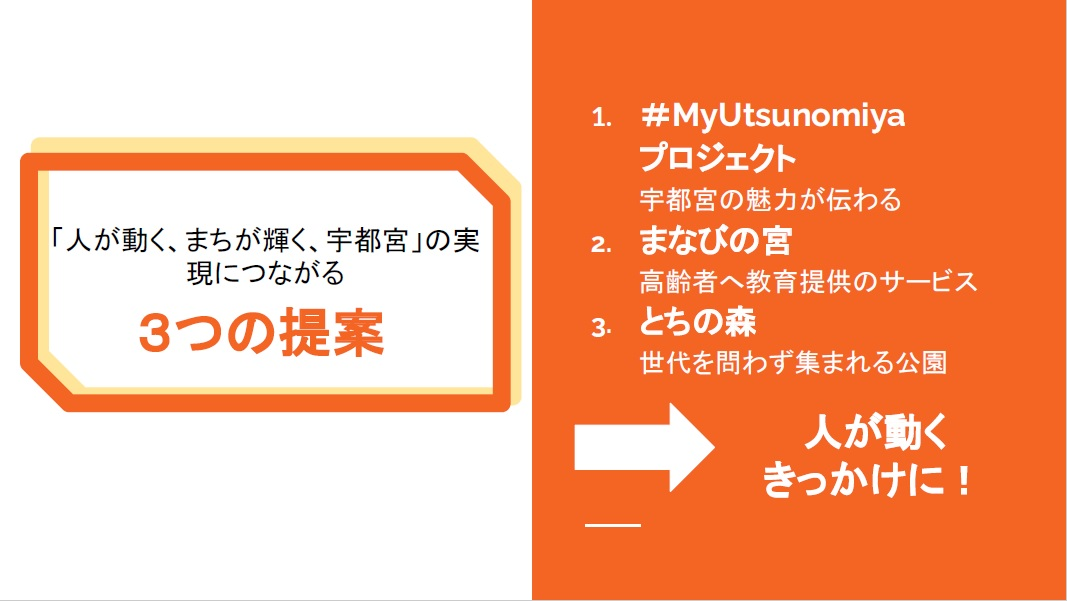 「人が動く、まちが輝く、宇都宮」の実
現につながる
3つの提案
1. #MyUtsunomiya
プロジェクト
宇都宮の魅力が伝わる
2. まなびの宮
高齢者へ教育提供のサービス
3. とちの森
世代を問わず集まれる公園
人が動く
きっかけに！